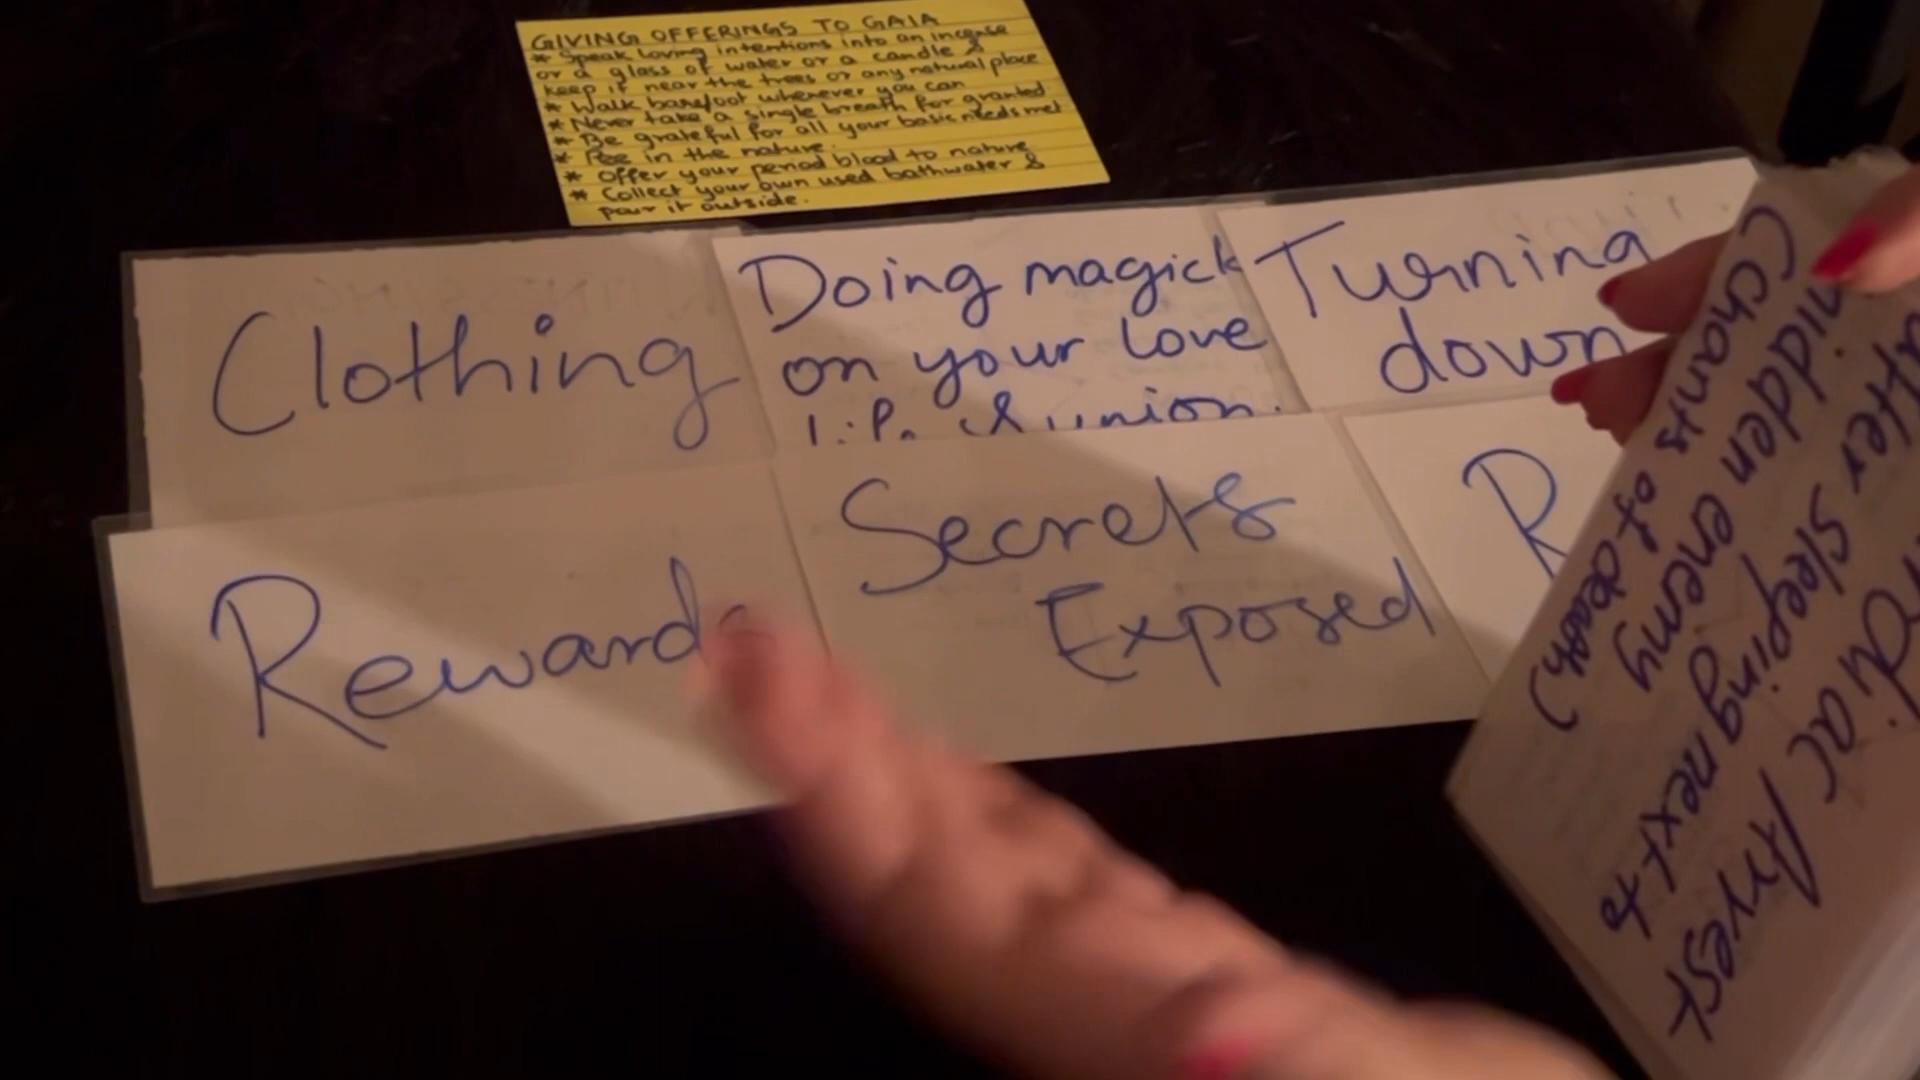 GIVING OFFERINGS TO GAIA
* Speak loving intentions into an incense
or a glass of water or a candle &
keep it near the trees or any natural place
* Walk barefoot wherever you can
* Never take a single breath for granted
* Be grateful for all your basic needs met
* Pee in the nature.
* Offer your period blood to nature
* Collect your own used bathwater &
pour it outside.
Clothing
Doing magick
on your love
& union.
Turning
down
Rewards
Secrets
Exposed
R
Arrest
after sleeping next to
hidden enemy
Chants of death)